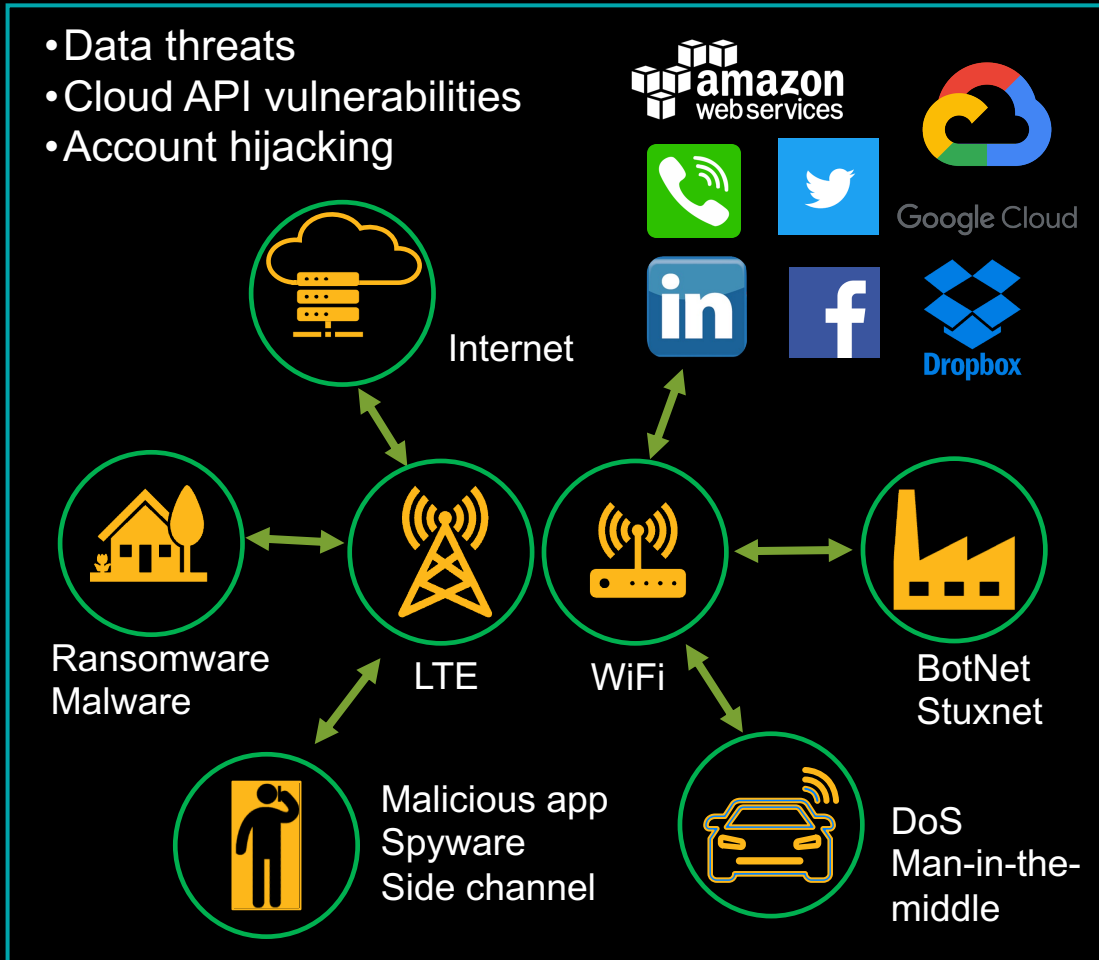 •Data threats
•Cloud API vulnerabilities
•Account hijacking
amazon
web services
Google Cloud
in
f
Dropbox
Internet
Ransomware
Malware
LTE
WiFi
BotNet
Stuxnet
Malicious app
Spyware
Side channel
DoS
Man-in-the-
middle